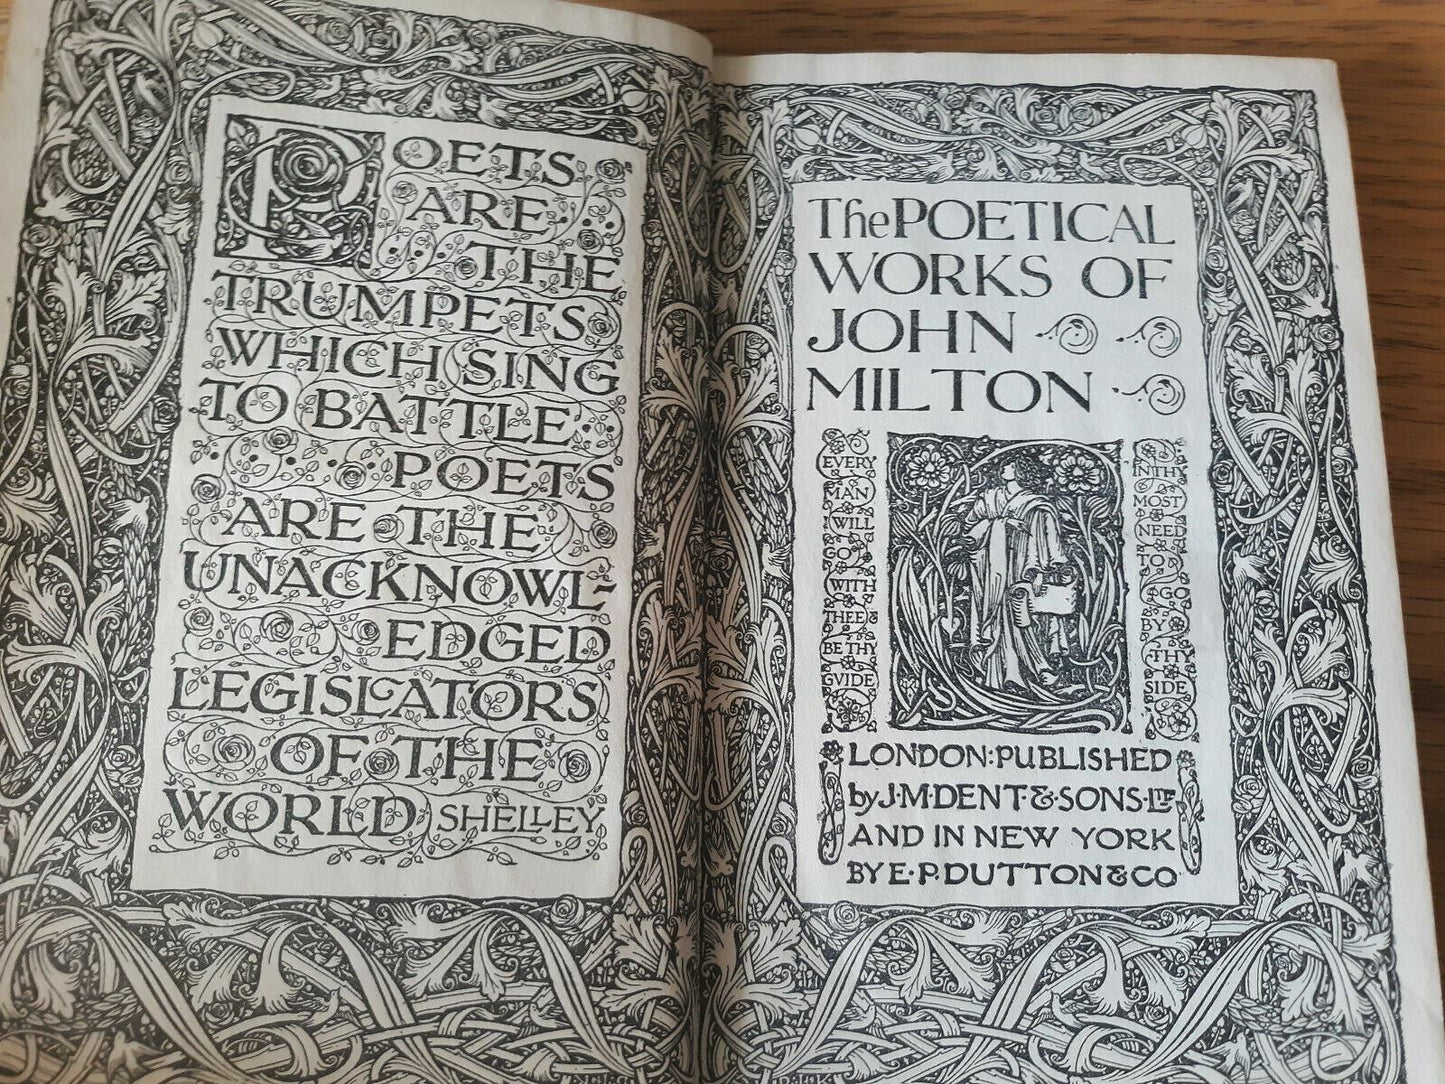 POETS
ARE
THE
TRUMPETS
WHICH SING
TO BATTLE
POETS
ARE THE
UNACKNOWL-
EDGED
LEGISLATORS
OF THE
WORLD SHELLEY
The POETICAL
WORKS OF
JOHN
MILTON
EVERY
MAN
I WILL
GO
WITH
THEE
BE THY
GVIDE
IN THY
MOST
NEED
TO
GO
BY
THY
SIDE
LONDON: PUBLISHED
by J. M. DENT & SONS. LTD
AND IN NEW YORK
BY E. P. DUTTON & CO